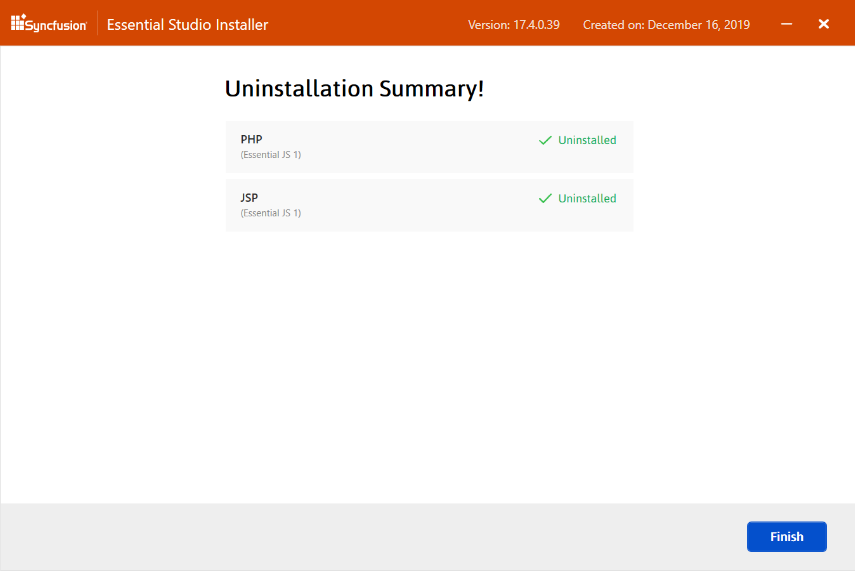 Syncfusion Essential Studio Installer Version: 17.4.0.39 Created on: December 16, 2019
Uninstallation Summary!
PHP Uninstalled
(Essential JS 1)
JSP Uninstalled
(Essential JS 1)
Finish